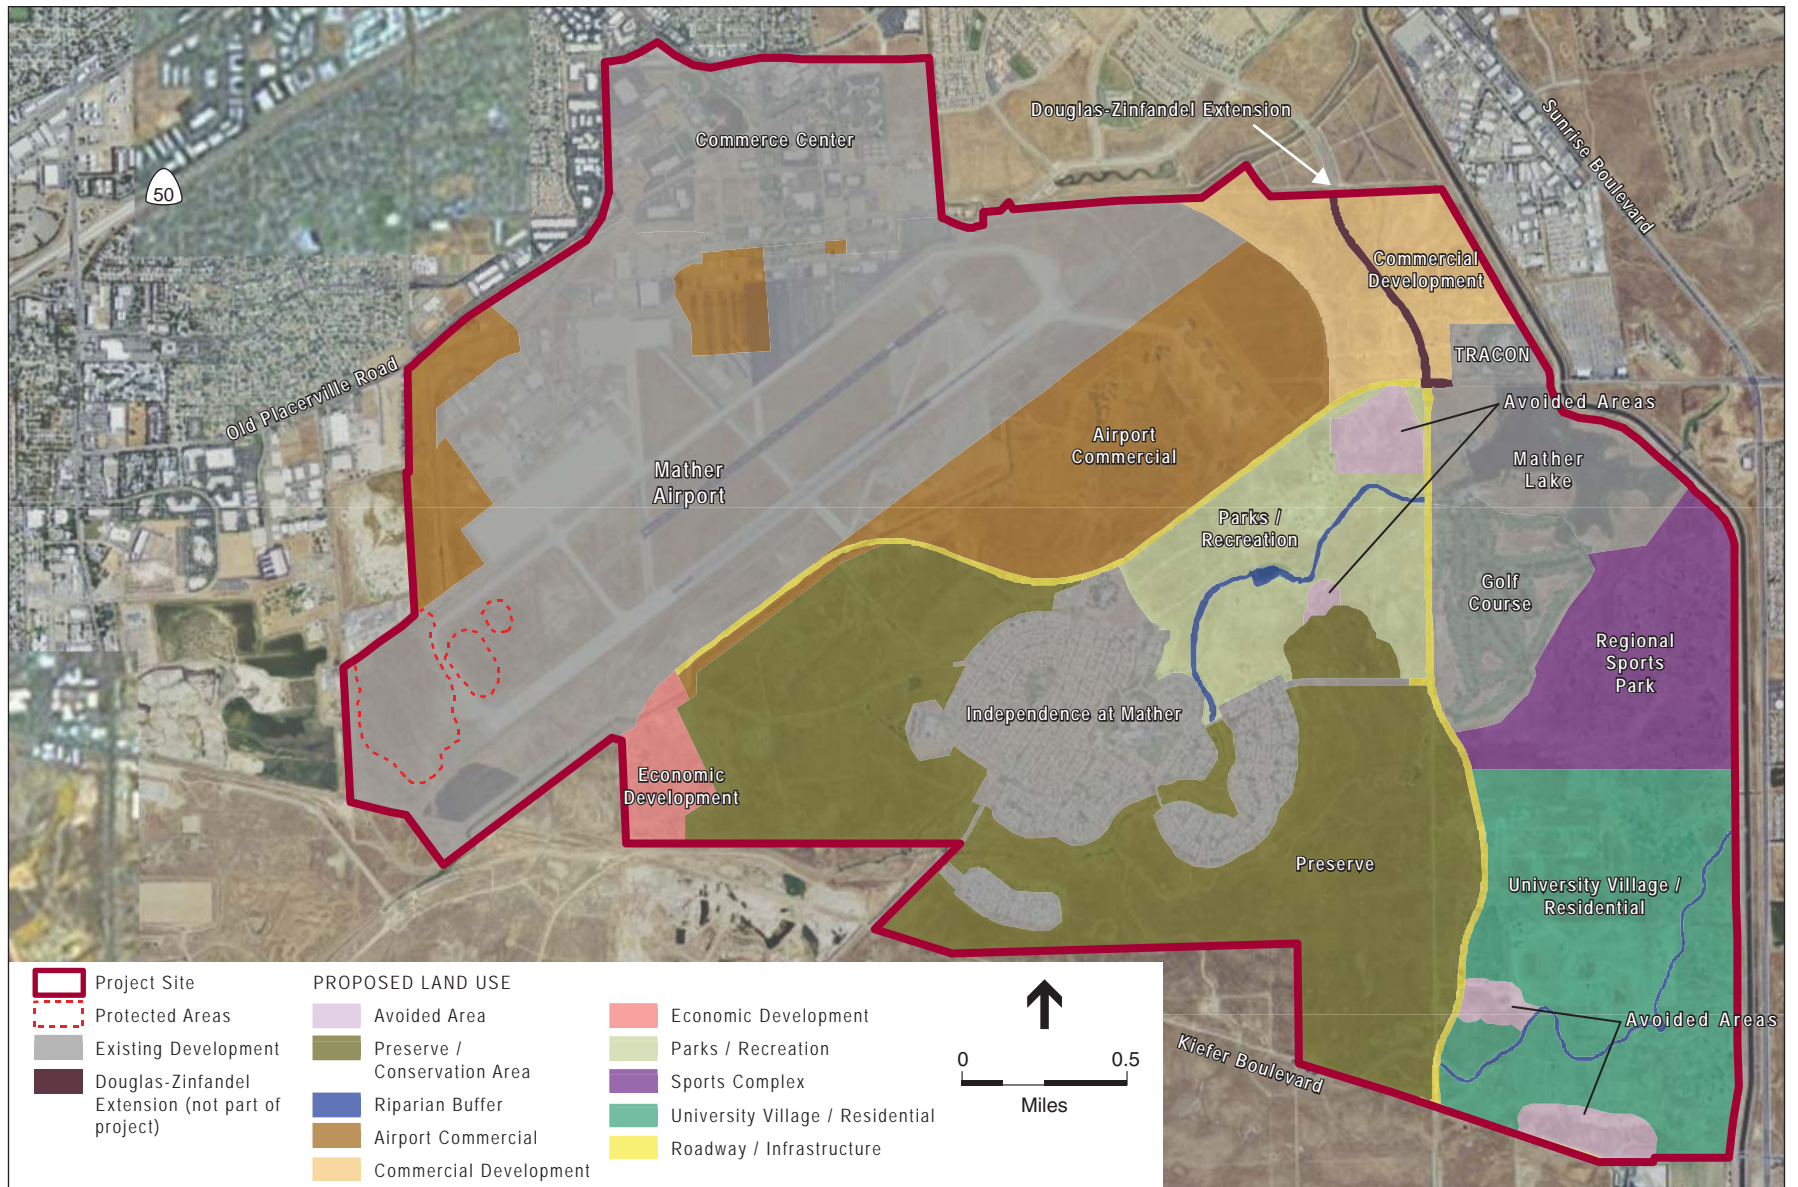 Commerce Center
Douglas-Zinfandel Extension
Sunrise Boulevard
50
Commercial
Development
TRACON
Old Placerville Road
Avoided Areas
Airport
Commercial
Mather
Airport
Mather
Lake
Parks /
Recreation
Golf
Course
Regional
Sports
Park
Independence at Mather
Economic
Development
Preserve
University Village /
Residential
Avoided Areas
Kiefer Boulevard
Project Site
Protected Areas
Existing Development
Douglas-Zinfandel
Extension (not part of
project)
PROPOSED LAND USE
Avoided Area
Preserve /
Conservation Area
Riparian Buffer
Airport Commercial
Commercial Development
Economic Development
Parks / Recreation
Sports Complex
University Village / Residential
Roadway / Infrastructure
0 0.5
Miles